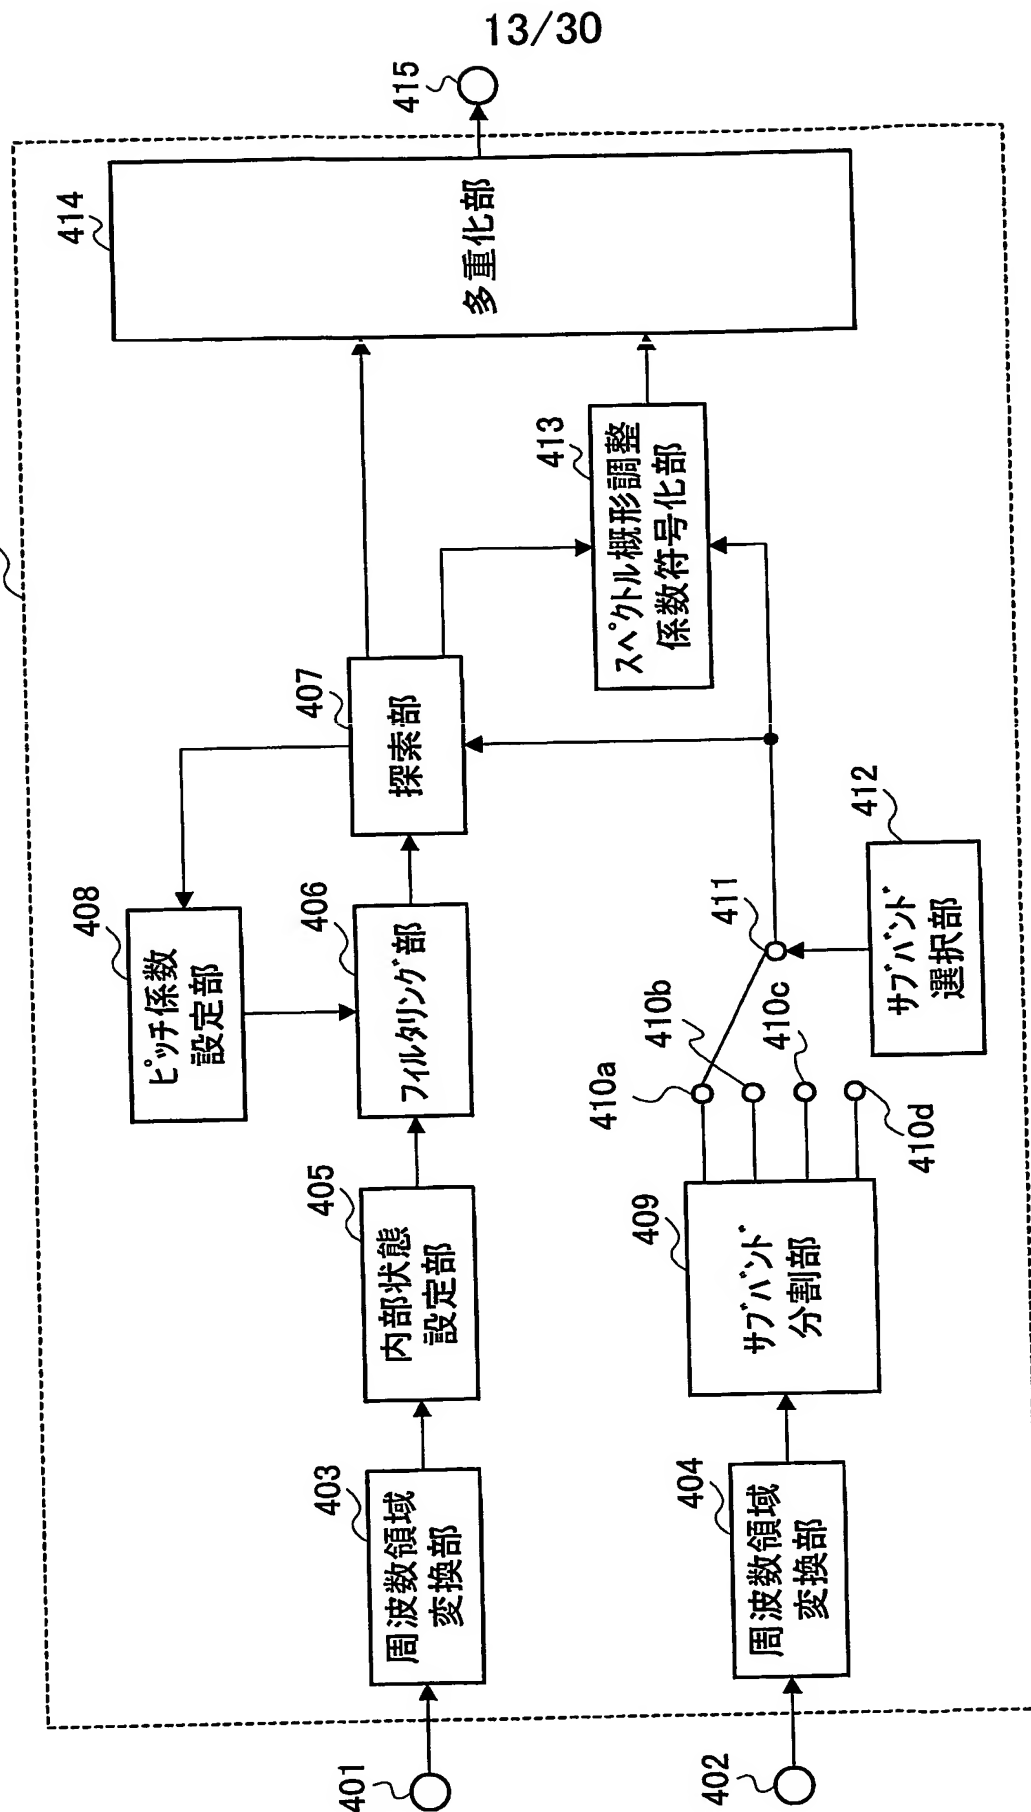 13/30
415
414
多重化部
413
スペクトル概形調整
係数符号化部
407
探索部
408
ピッチ係数
設定部
406
フィルタリング部
411
412
サブバンド
選択部
410a
410b
410c
410d
405
内部状態
設定部
409
サブバンド
分割部
403
周波数領域
変換部
404
周波数領域
変換部
401
402